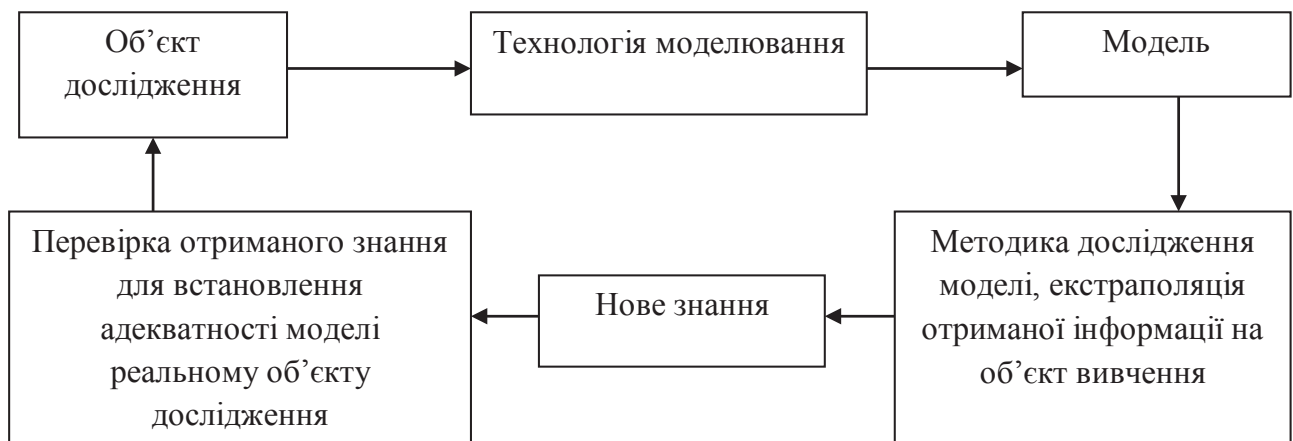 Об’єкт
дослідження
Технологія моделювання
Модель
Методика дослідження
моделі, екстраполяція
отриманої інформації на
об’єкт вивчення
Нове знання
Перевірка отриманого знання
для встановлення
адекватності моделі
реальному об’єкту
дослідження